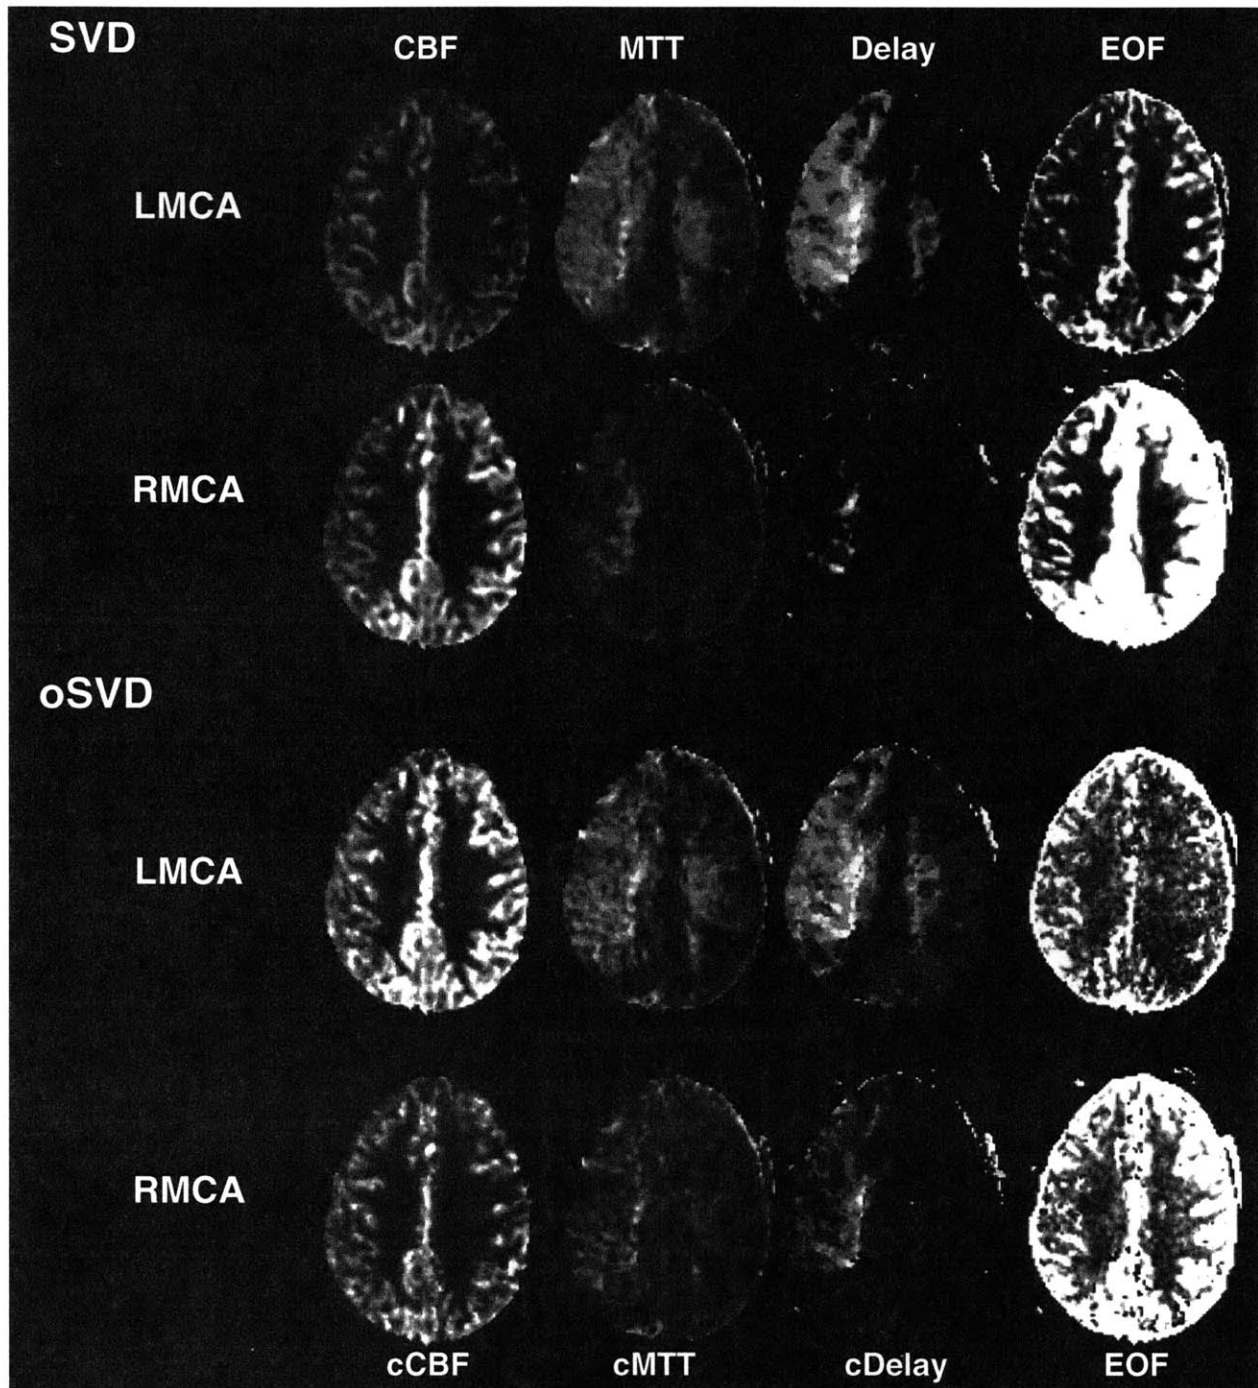 SVD
CBF MTT Delay EOF
LMCA
RMCA
oSVD
LMCA
RMCA
cCBF cMTT cDelay EOF